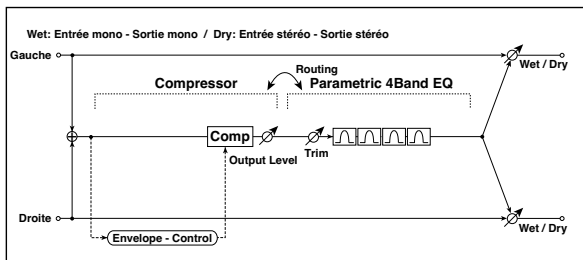 Wet: Entrée mono - Sortie mono / Dry: Entrée stéréo - Sortie stéréo
Gauche
Wet / Dry
Routing
Compressor
Parametric 4Band EQ
Comp
Output Level
Trim
Droite
Wet / Dry
Envelope - Control